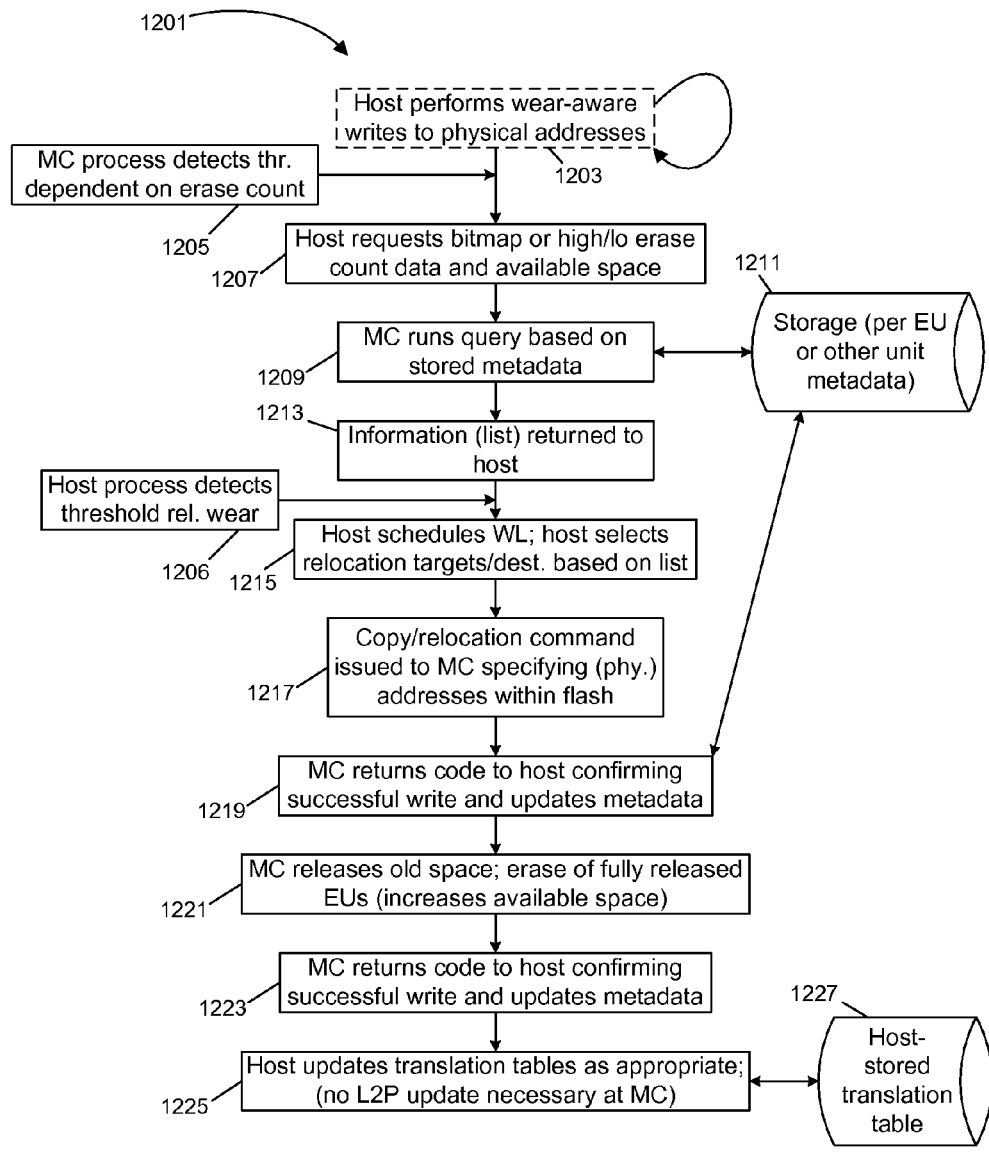 1201
Host performs wear-aware
writes to physical addresses
1203
MC process detects thr.
dependent on erase count
1205
Host requests bitmap or high/lo erase
count data and available space
1207
1211
Storage (per EU
or other unit
metadata)
MC runs query based on
stored metadata
1209
1213
Information (list) returned to
host
Host process detects
threshold rel. wear
1206
Host schedules WL; host selects
relocation targets/dest. based on list
1215
Copy/relocation command
issued to MC specifying (phy.)
addresses within flash
1217
MC returns code to host confirming
successful write and updates metadata
1219
MC releases old space; erase of fully released
EUs (increases available space)
1221
MC returns code to host confirming
successful write and updates metadata
1223
1227
Host-
stored
translation
table
Host updates translation tables as appropriate;
(no L2P update necessary at MC)
1225